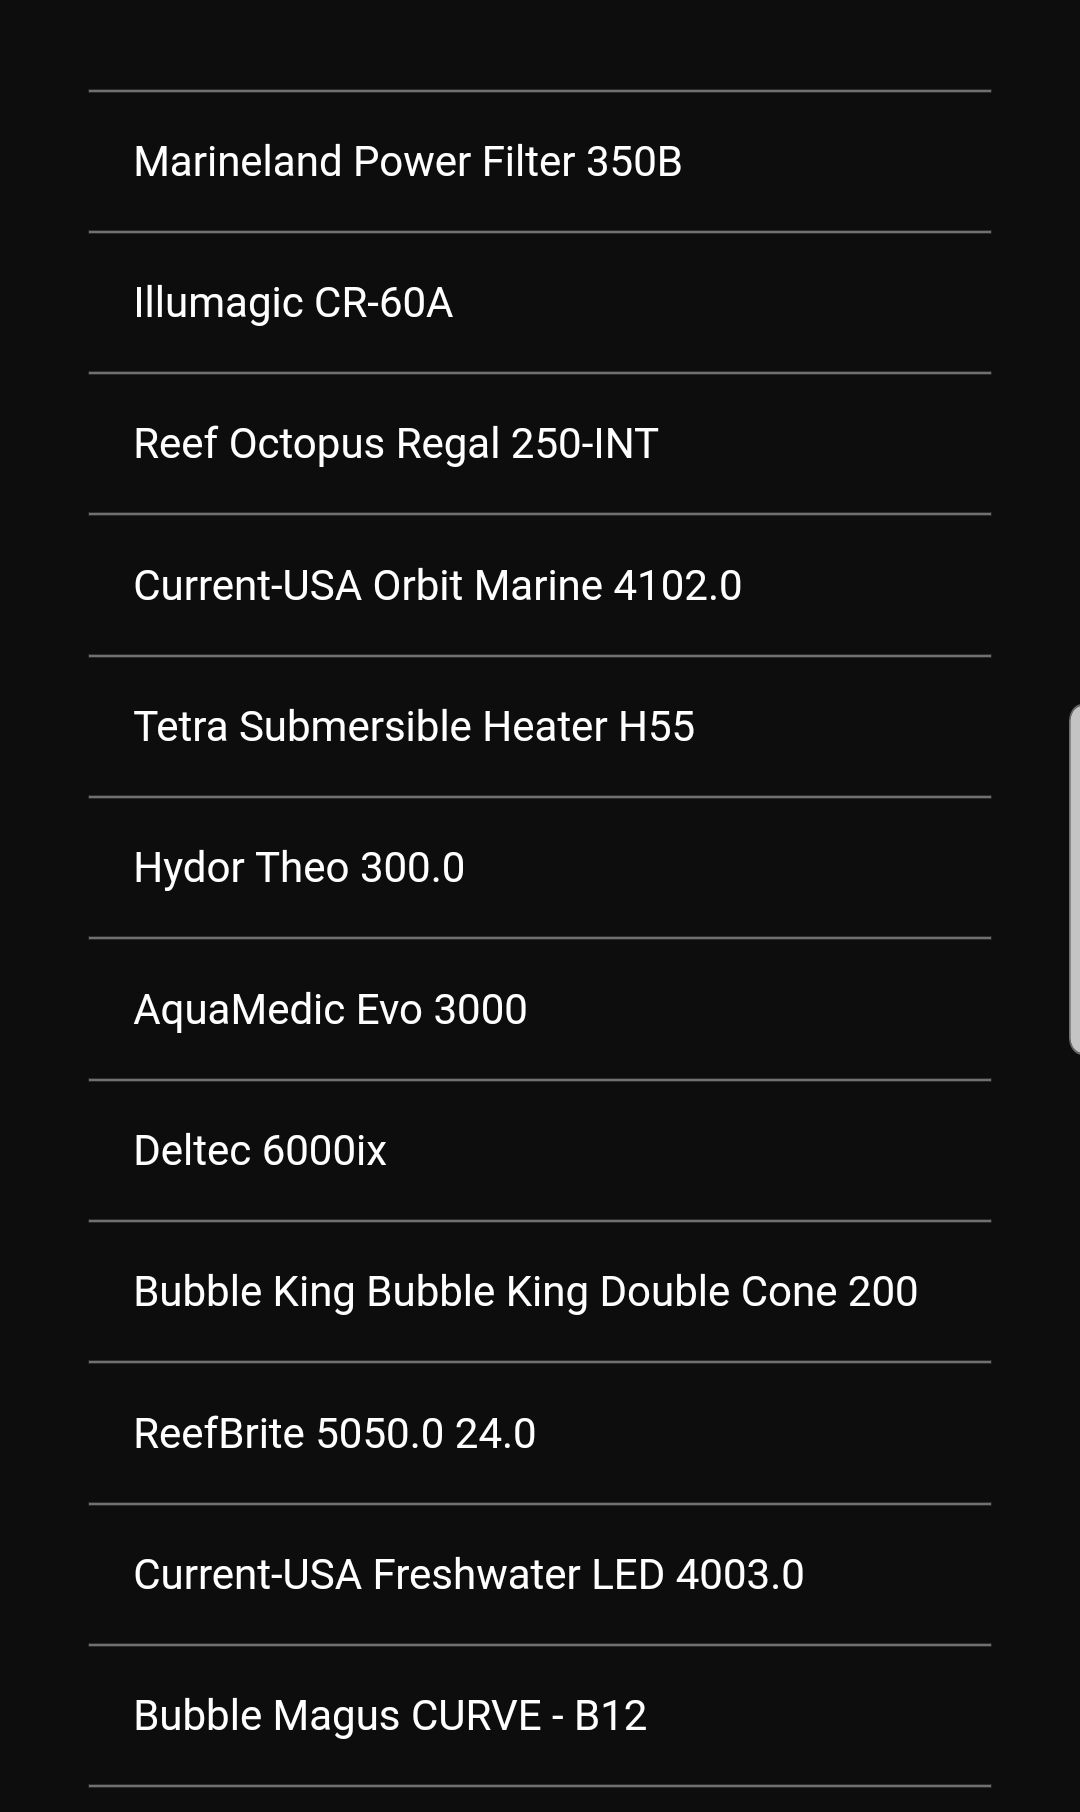 Marineland Power Filter 350B
Illumagic CR-60A
Reef Octopus Regal 250-INT
Current-USA Orbit Marine 4102.0
Tetra Submersible Heater H55
Hydor Theo 300.0
AquaMedic Evo 3000
Deltec 6000ix
Bubble King Bubble King Double Cone 200
ReefBrite 5050.0 24.0
Current-USA Freshwater LED 4003.0
Bubble Magus CURVE - B12